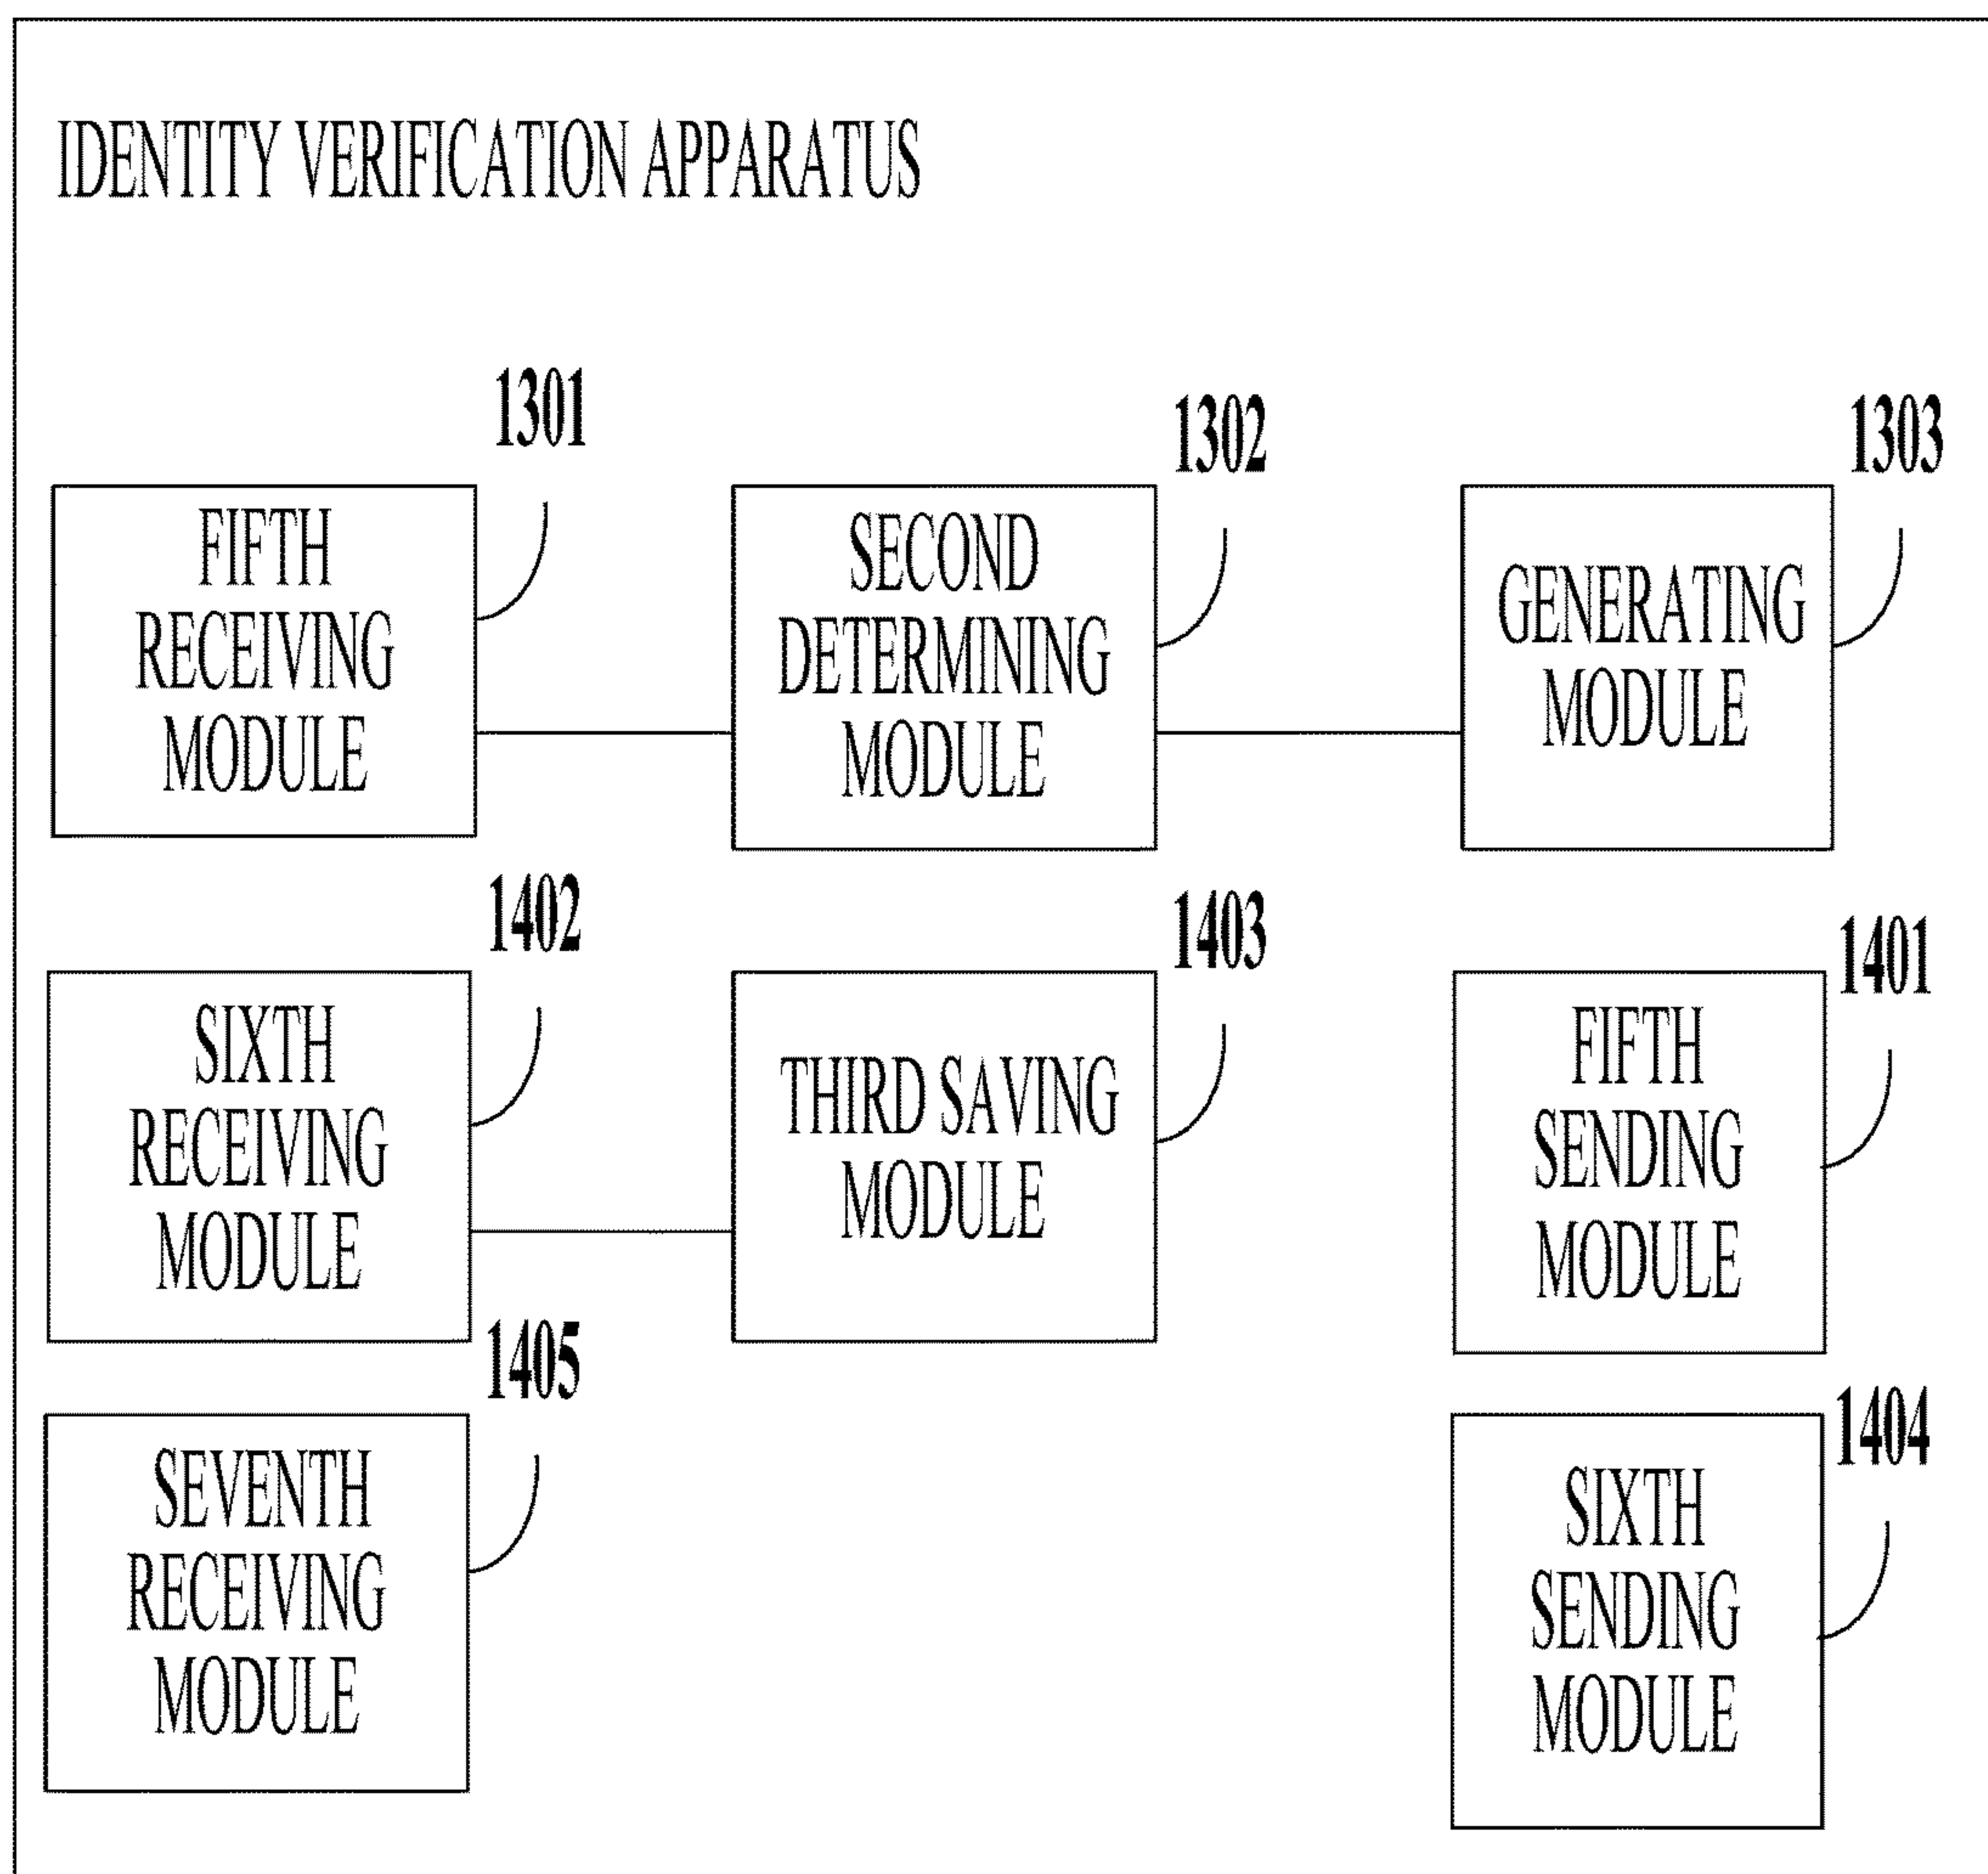 IDENTITY VERIFICATION APPARATUS
1301
1302
1303
FIFTH
RECEIVING
MODULE
SECOND
DETERMINING
MODULE
GENERATING
MODULE
1402
1403
1401
SIXTH
RECEIVING
MODULE
THIRD SAVING
MODULE
FIFTH
SENDING
MODULE
1405
1404
SEVENTH
RECEIVING
MODULE
SIXTH
SENDING
MODULE